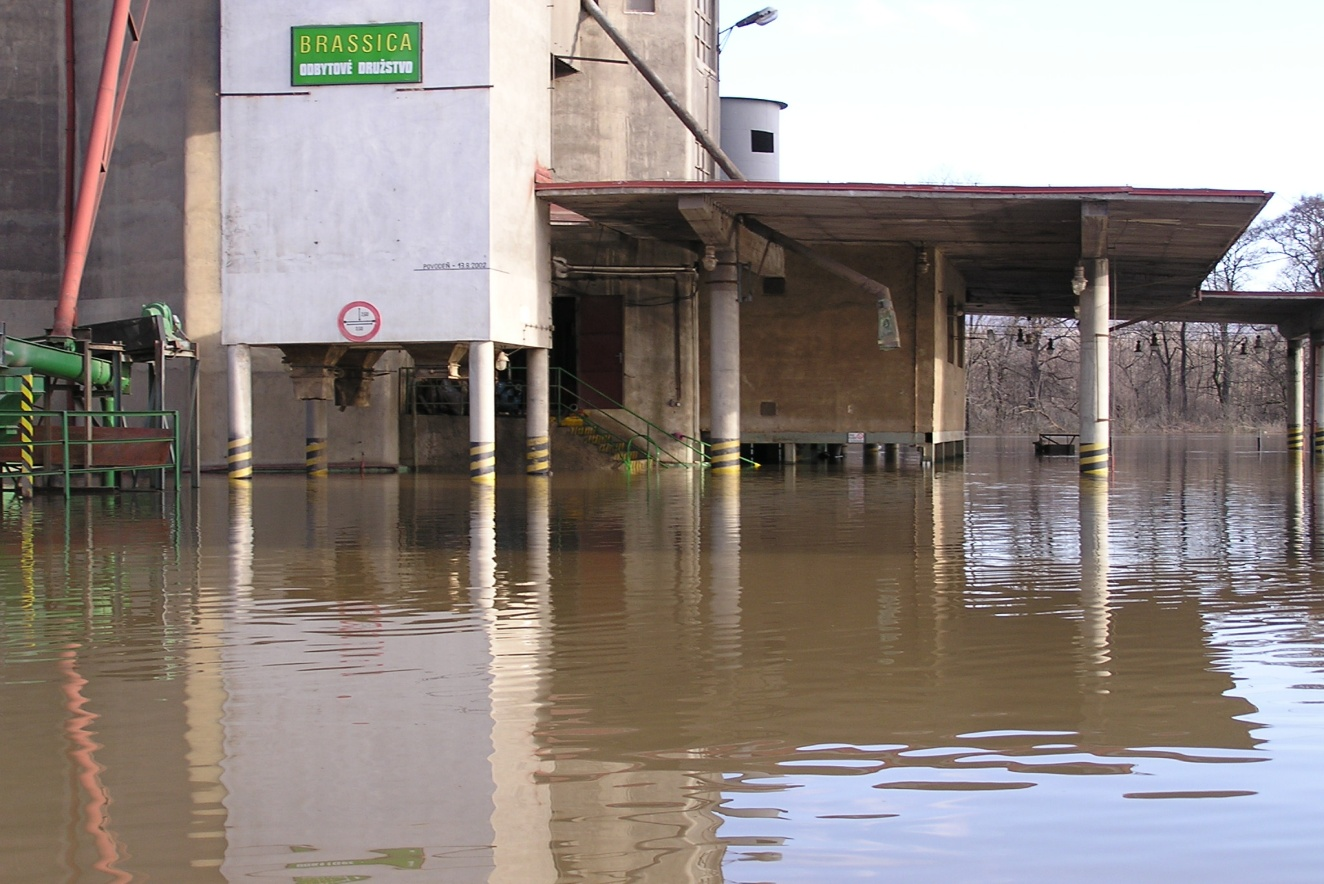 BRASSICA
ODBYTOVÉ DRUŽSTVO
POVODEŇ - 13.8.2002